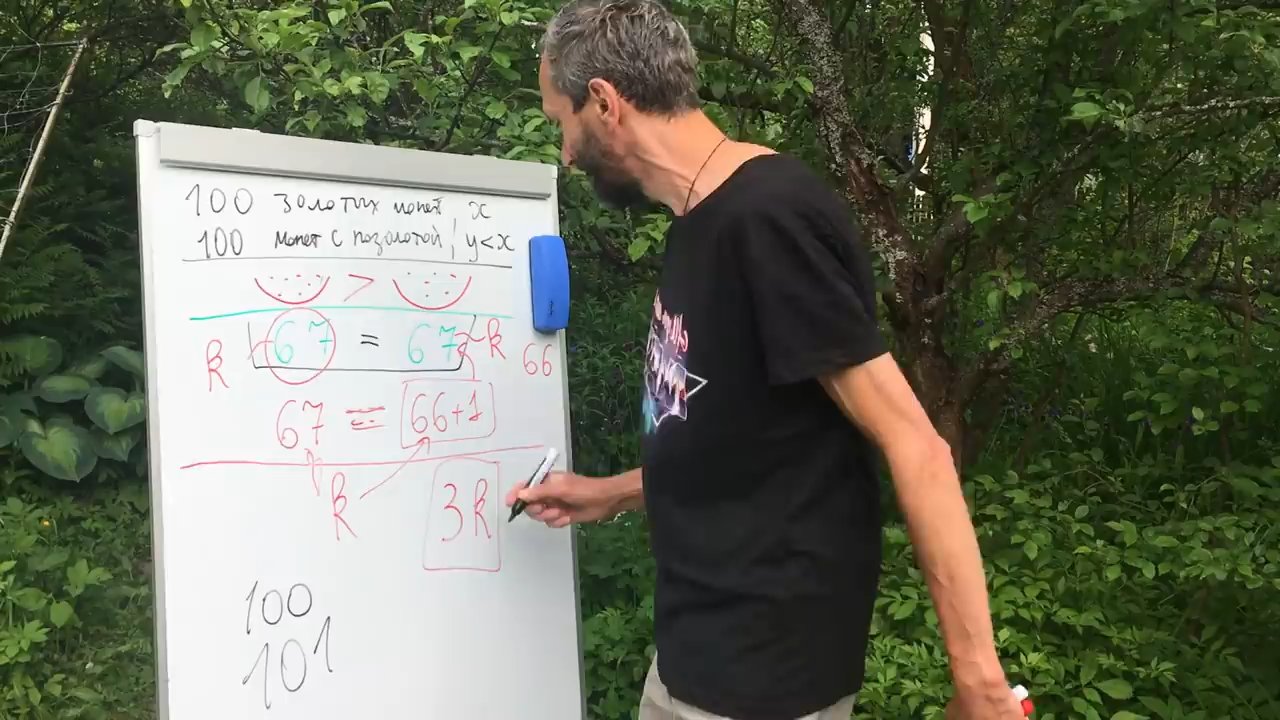 100 золотых монет, x
100 монет с позолотой, y<x
>
k 67 = 67 k 66
67 = 66+1
k 3k
100
101